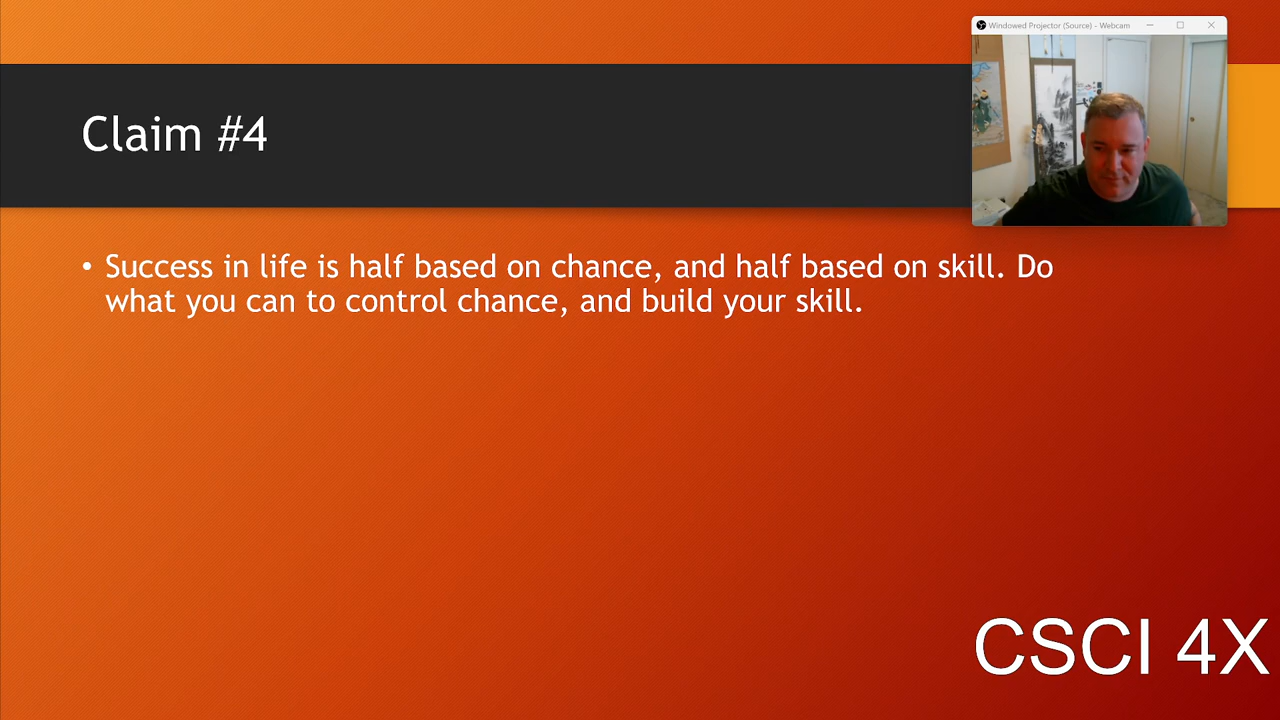 Windowed Projector (Source) - Webcam
Claim #4
• Success in life is half based on chance, and half based on skill. Do
what you can to control chance, and build your skill.
CSCI 4X